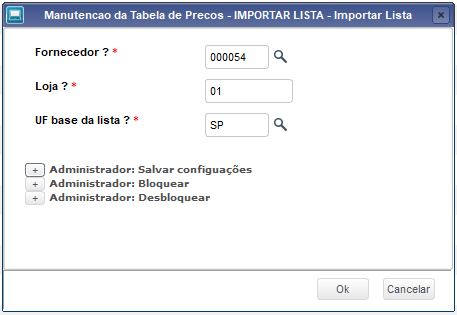 Manutencao da Tabela de Precos - IMPORTAR LISTA - Importar Lista
Fornecedor ? * 000054
Loja ? * 01
UF base da lista ? * SP
+ Administrador: Salvar configuações
+ Administrador: Bloquear
+ Administrador: Desbloquear
Ok Cancelar